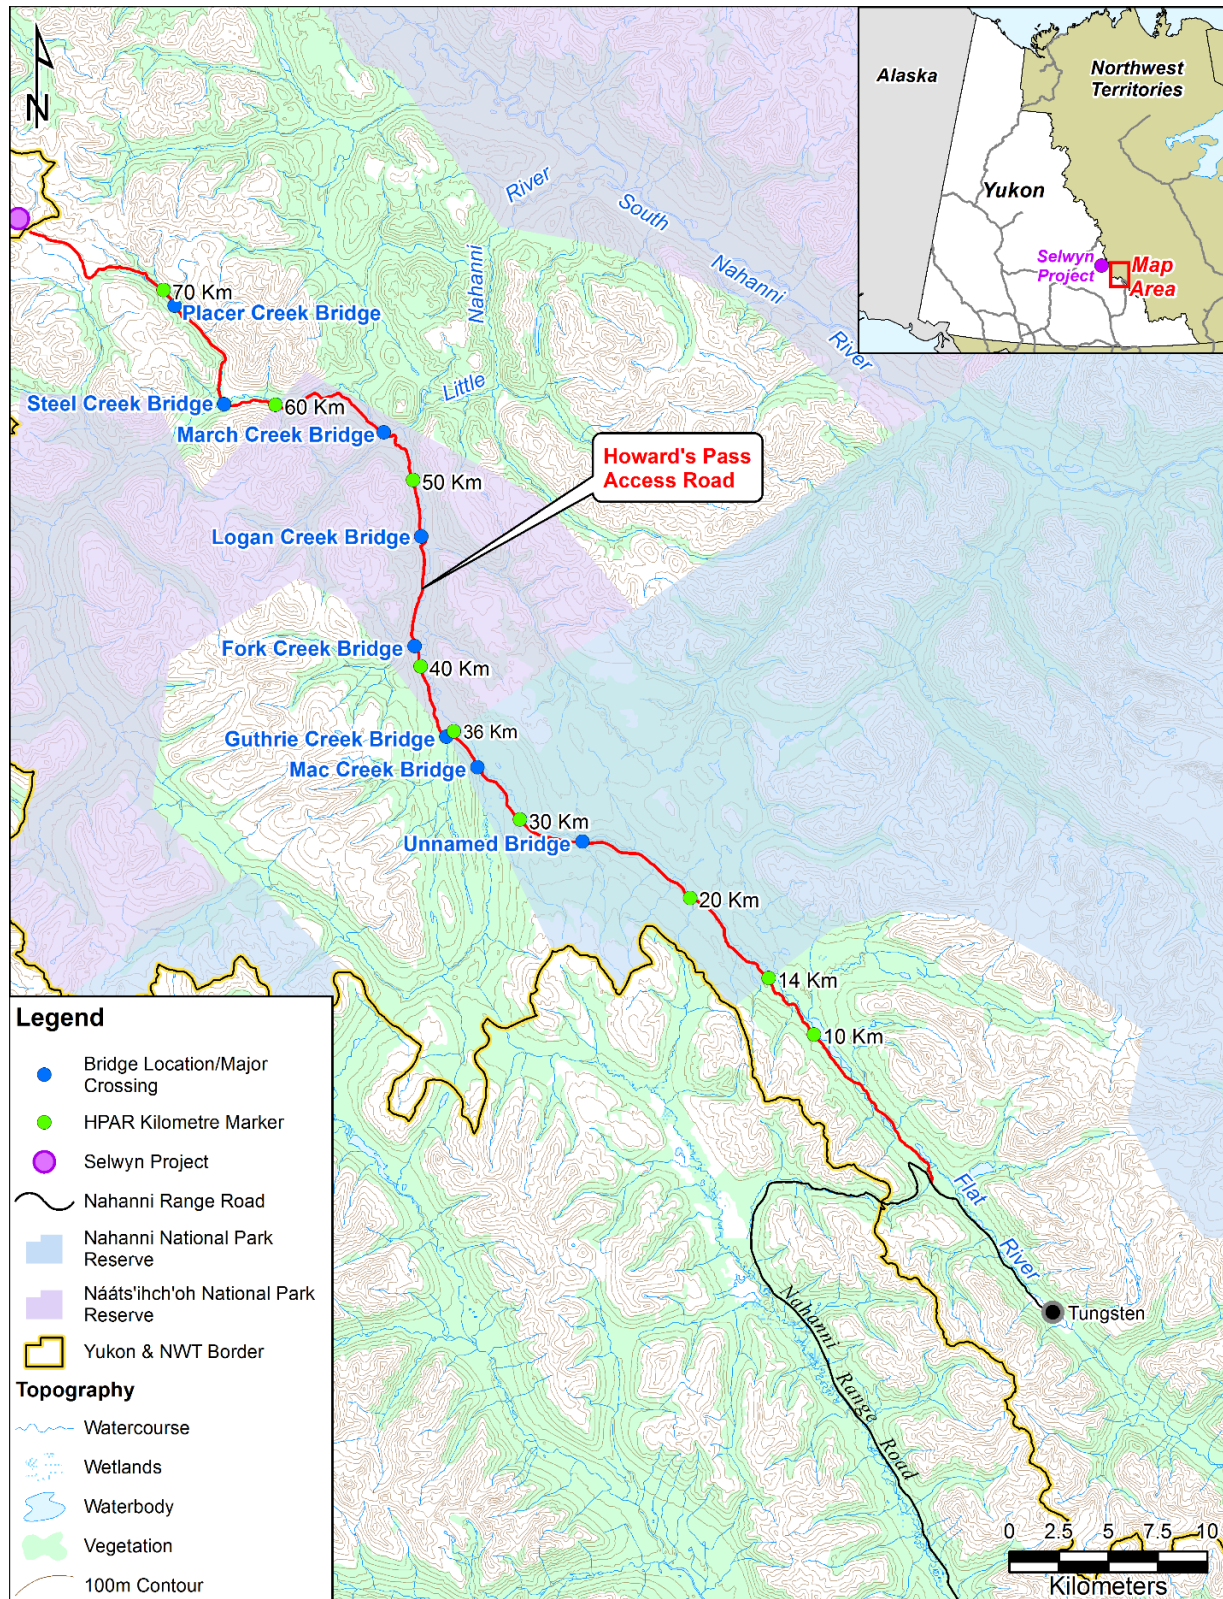 N
Alaska
Northwest
Territories
Yukon
Selwyn
Project
Map
Area
River
South
Nahanni
River
Nahanni
Little
70 Km
Placer Creek Bridge
Steel Creek Bridge
60 Km
March Creek Bridge
Howard's Pass
Access Road
50 Km
Logan Creek Bridge
Fork Creek Bridge
40 Km
36 Km
Guthrie Creek Bridge
Mac Creek Bridge
30 Km
Unnamed Bridge
20 Km
14 Km
10 Km
Flat
River
Tungsten
Nahanni Range Road
Legend
Bridge Location/Major
Crossing
HPAR Kilometre Marker
Selwyn Project
Nahanni Range Road
Nahanni National Park
Reserve
Nááts'ihch'oh National Park
Reserve
Yukon & NWT Border
Topography
Watercourse
Wetlands
Waterbody
Vegetation
100m Contour
0 2.5 5 7.5 10
Kilometers